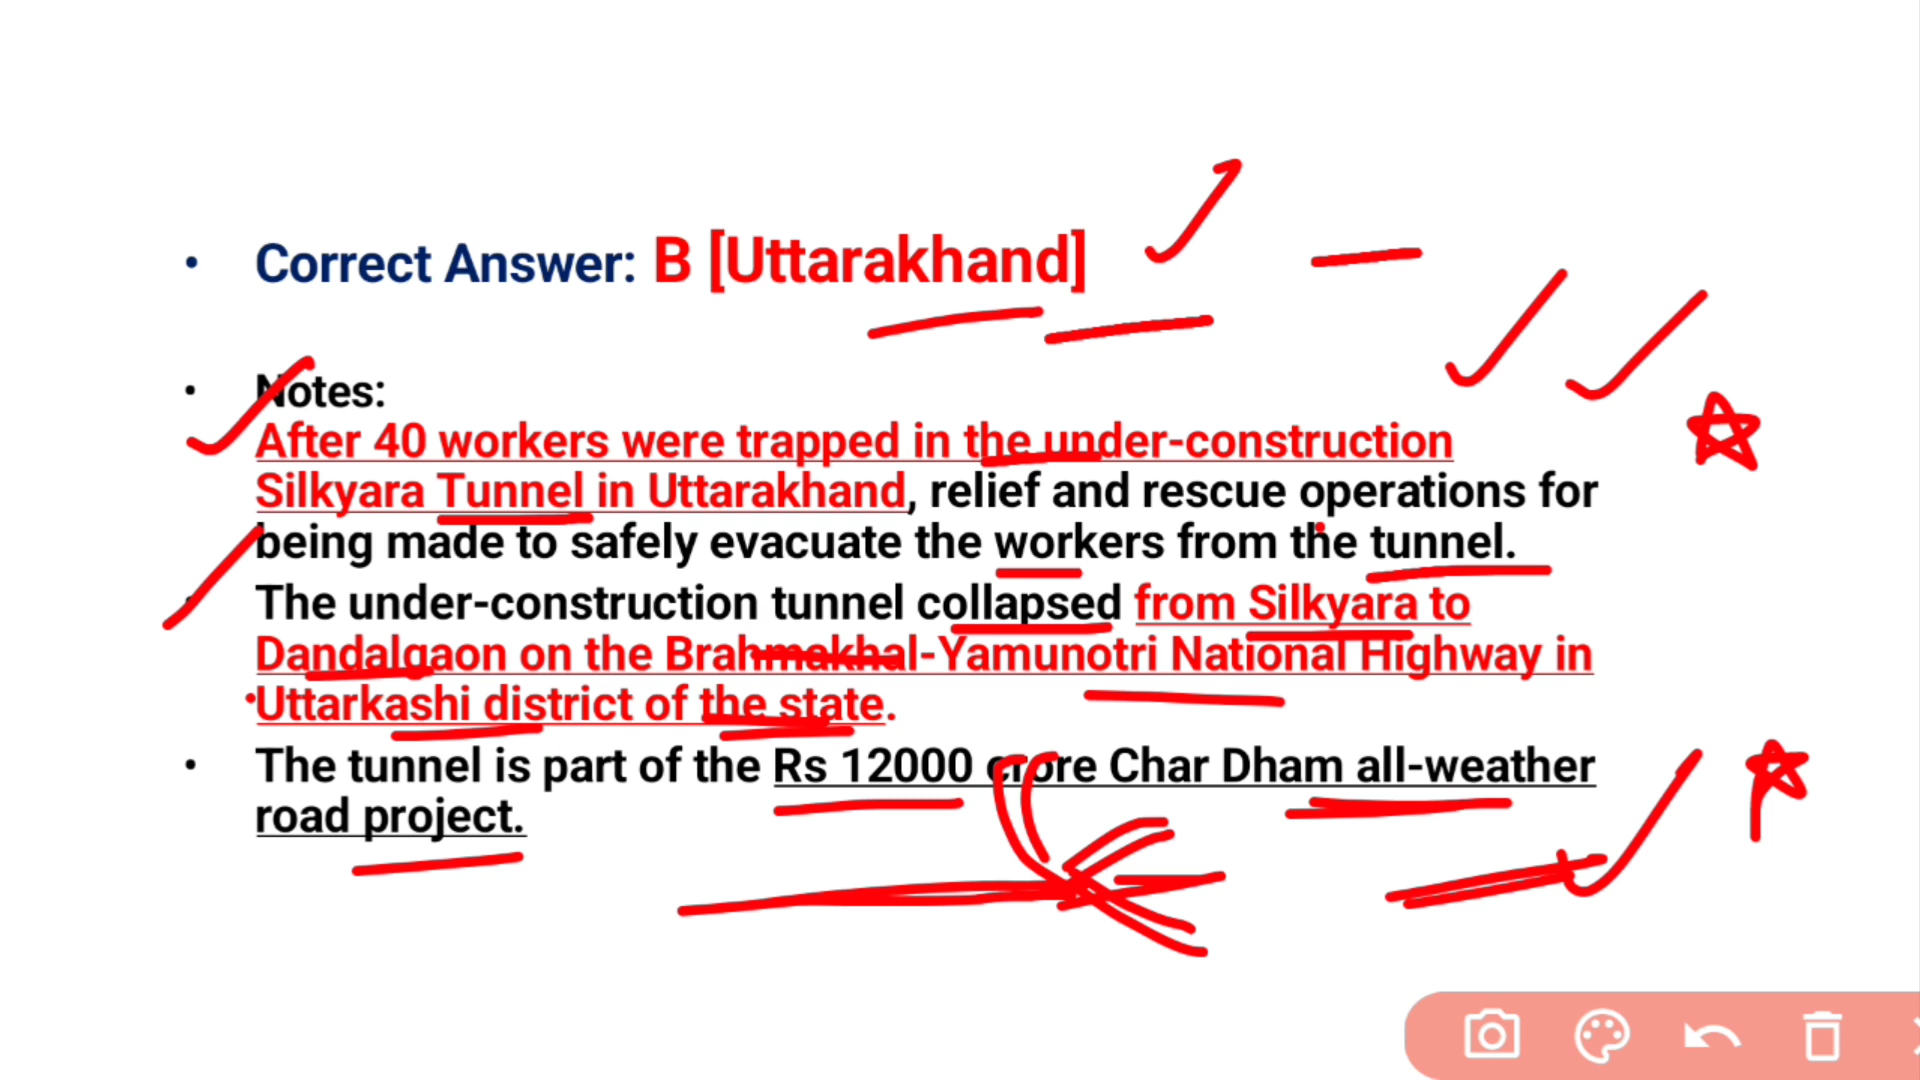 • Correct Answer: B [Uttarakhand]
• Notes:
After 40 workers were trapped in the under-construction
Silkyara Tunnel in Uttarakhand, relief and rescue operations for
being made to safely evacuate the workers from the tunnel.
• The under-construction tunnel collapsed from Silkyara to
Dandalgaon on the Brahmakhal-Yamunotri National Highway in
Uttarkashi district of the state.
• The tunnel is part of the Rs 12000 crore Char Dham all-weather
road project.